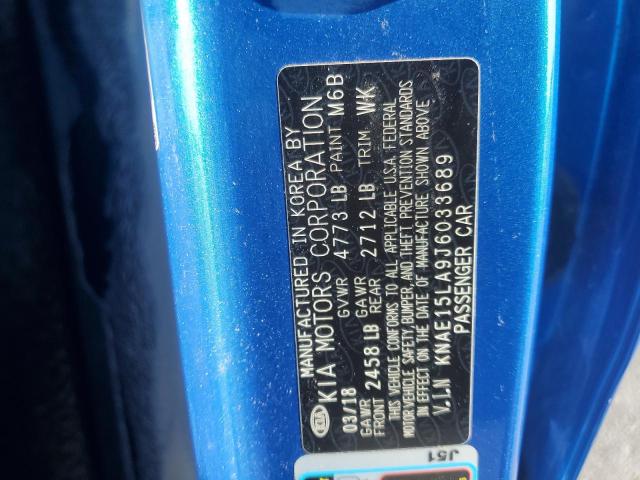 MANUFACTURED IN KOREA BY
KIA MOTORS CORPORATION
03/18 GVWR 4773 LB PAINT M6B
GAWR FRONT 2458 LB GAWR REAR 2712 LB TRIM WK
THIS VEHICLE CONFORMS TO ALL APPLICABLE U.S.A. FEDERAL
MOTOR VEHICLE SAFETY, BUMPER, AND THEFT PREVENTION STANDARDS
IN EFFECT ON THE DATE OF MANUFACTURE SHOWN ABOVE
V.I.N KNAE15LA9J6033689
PASSENGER CAR
KIA
J51